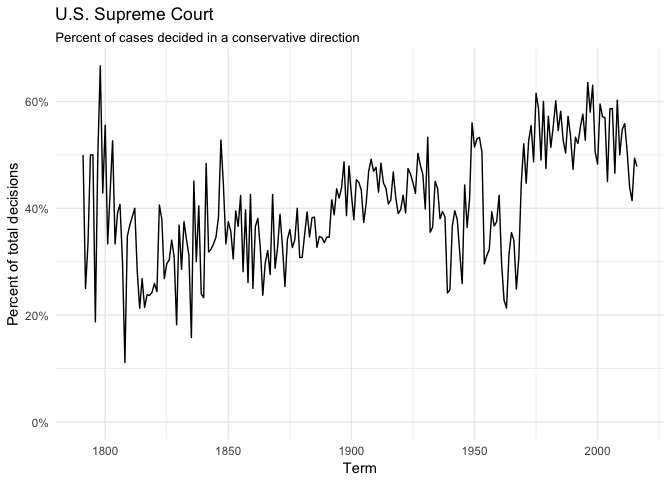 U.S. Supreme Court
Percent of cases decided in a conservative direction
60%
40%
20%
0%
Percent of total decisions
1800 1850 1900 1950 2000
Term